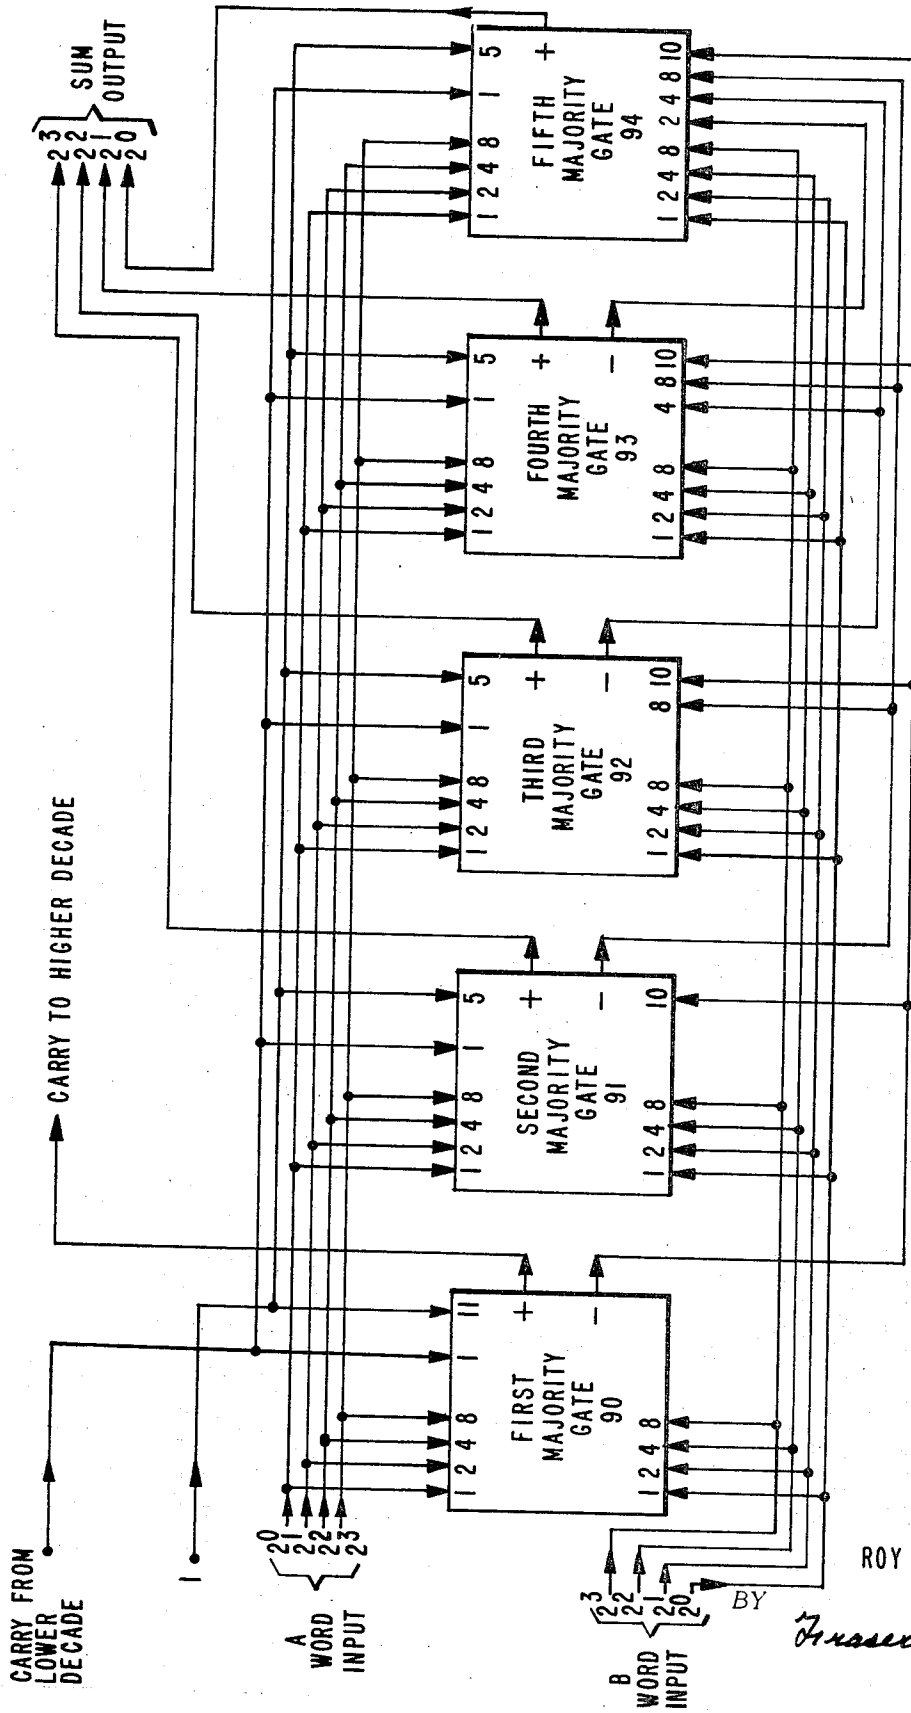 CARRY FROM
LOWER
DECADE
1
CARRY TO HIGHER DECADE
2^3
2^2
2^1
2^0
SUM
OUTPUT
A
WORD
INPUT
2^0
2^1
2^2
2^3
B
WORD
INPUT
2^3
2^2
2^1
2^0
1 2 4 8 1 11
FIRST
MAJORITY
GATE
90
+
−
1 2 4 8
1 2 4 8 1 5
SECOND
MAJORITY
GATE
91
+
−
1 2 4 8 10
1 2 4 8 1 5
THIRD
MAJORITY
GATE
92
+
−
1 2 4 8 8 10
1 2 4 8 1 5
FOURTH
MAJORITY
GATE
93
+
−
1 2 4 8 4 8 10
1 2 4 8 1 5
FIFTH
MAJORITY
GATE
94
+
1 2 4 8 2 4 8 10
BY
ROY
Fraser